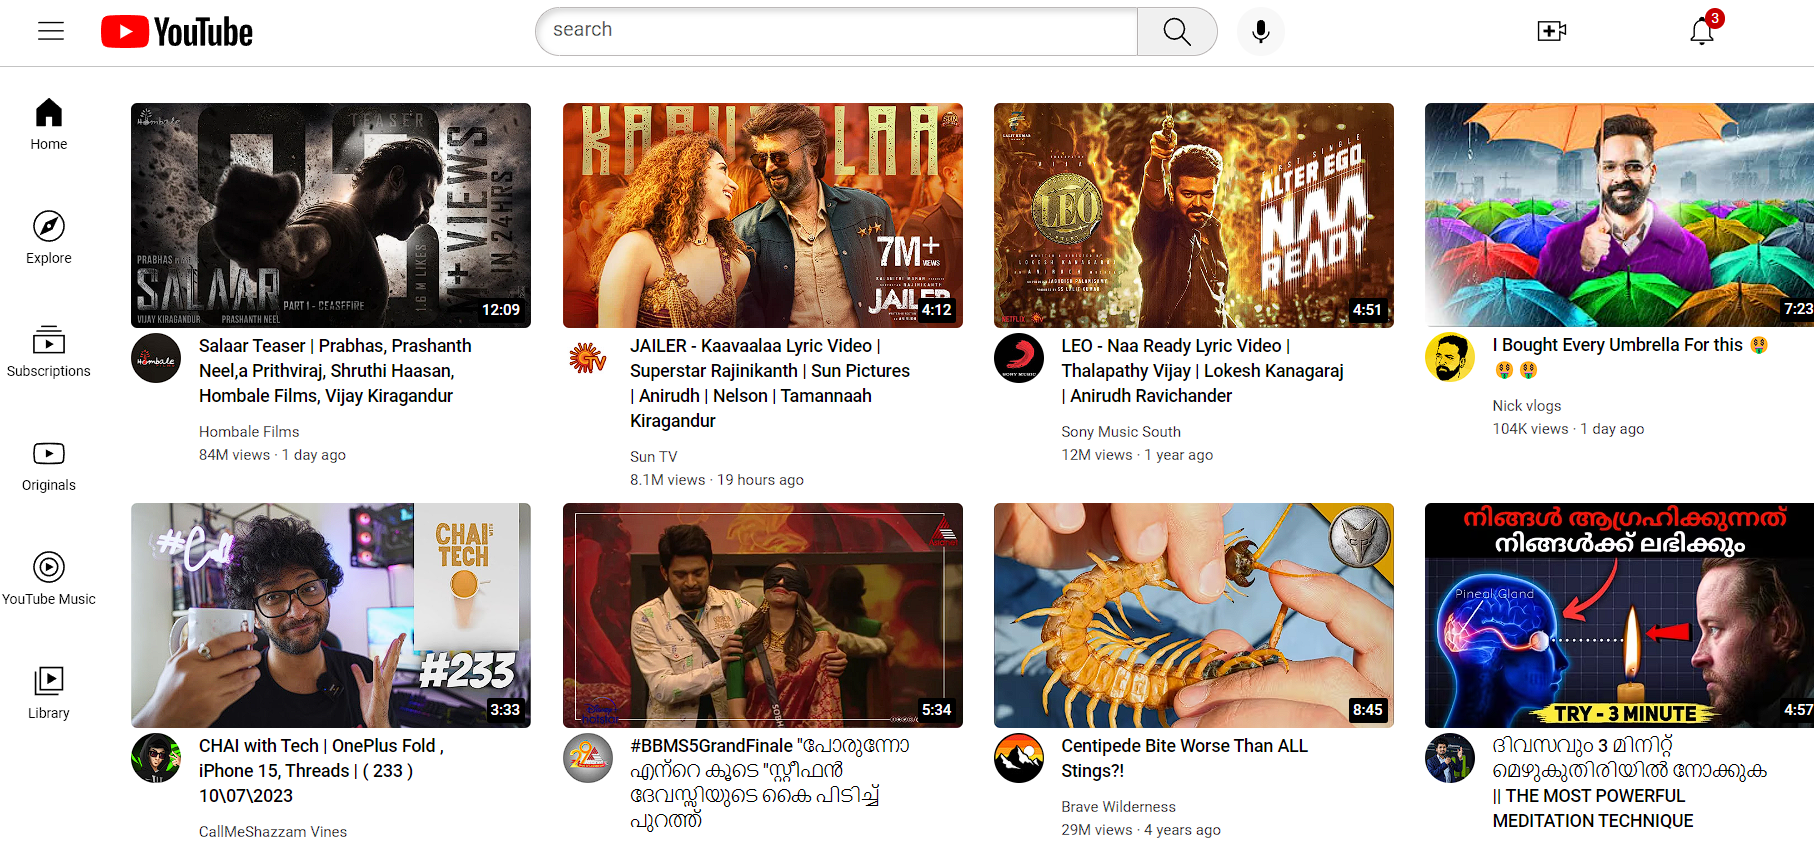 YouTube
search
3
Home
Explore
Subscriptions
Originals
YouTube Music
Library
Hombale
TEASER
1+ VIEWS
IN 24HRS
1.6 M LIKES
PRABHAS
SALAAR
PART 1 - CEASEFIRE
VIJAY KIRAGANDUR
PRASHANTH NEEL
12:09
Hombale
Salaar Teaser | Prabhas, Prashanth
Neel,a Prithviraj, Shruthi Haasan,
Hombale Films, Vijay Kiragandur
Hombale Films
84M views · 1 day ago
7M+
VIEWS
JAILER
4:12
TV
JAILER - Kaavaalaa Lyric Video |
Superstar Rajinikanth | Sun Pictures
| Anirudh | Nelson | Tamannaah
Kiragandur
Sun TV
8.1M views · 19 hours ago
LEO
ALTER EGO
NAA
READY
NETFLIX
4:51
SONY MUSIC
LEO - Naa Ready Lyric Video |
Thalapathy Vijay | Lokesh Kanagaraj
| Anirudh Ravichander
Sony Music South
12M views · 1 year ago
7:23
I Bought Every Umbrella For this 🤑
🤑 🤑
Nick vlogs
104K views · 1 day ago
CHAI
TECH
#233
3:33
CHAI with Tech | OnePlus Fold ,
iPhone 15, Threads | ( 233 )
10\07\2023
CallMeShazzam Vines
5:34
#BBMS5GrandFinale "പോരുന്നോ
എന്റെ കൂടെ "സ്റ്റീഫൻ
ദേവസ്സിയുടെ കൈ പിടിച്ച്
പുറത്ത്
8:45
Centipede Bite Worse Than ALL
Stings?!
Brave Wilderness
29M views · 4 years ago
നിങ്ങൾ ആഗ്രഹിക്കുന്നത്
നിങ്ങൾക്ക് ലഭിക്കും
Pineal Gland
TRY - 3 MINUTE
4:57
ദിവസവും 3 മിനിറ്റ്
മെഴുകുതിരിയിൽ നോക്കുക
|| THE MOST POWERFUL
MEDITATION TECHNIQUE